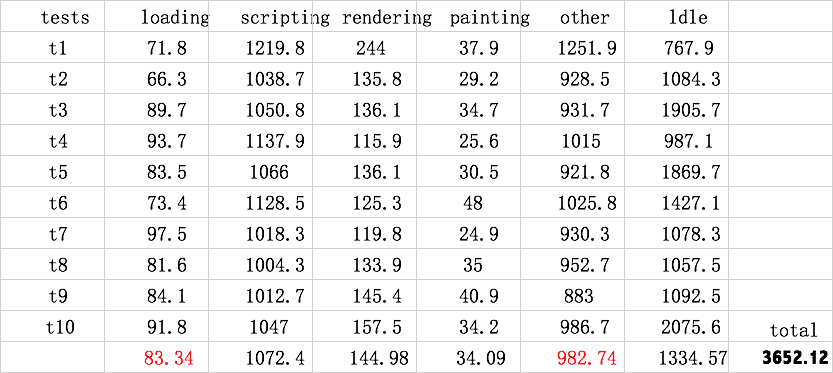 tests loading scripting rendering painting other ldle
t1 71.8 1219.8 244 37.9 1251.9 767.9
t2 66.3 1038.7 135.8 29.2 928.5 1084.3
t3 89.7 1050.8 136.1 34.7 931.7 1905.7
t4 93.7 1137.9 115.9 25.6 1015 987.1
t5 83.5 1066 136.1 30.5 921.8 1869.7
t6 73.4 1128.5 125.3 48 1025.8 1427.1
t7 97.5 1018.3 119.8 24.9 930.3 1078.3
t8 81.6 1004.3 133.9 35 952.7 1057.5
t9 84.1 1012.7 145.4 40.9 883 1092.5
t10 91.8 1047 157.5 34.2 986.7 2075.6 total
83.34 1072.4 144.98 34.09 982.74 1334.57 3652.12